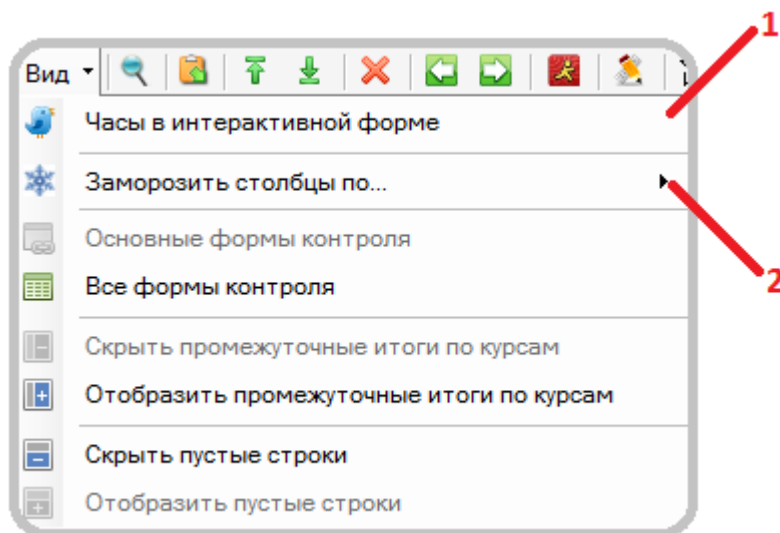 1
Вид
Часы в интерактивной форме
Заморозить столбцы по...
2
Основные формы контроля
Все формы контроля
Скрыть промежуточные итоги по курсам
Отобразить промежуточные итоги по курсам
Скрыть пустые строки
Отобразить пустые строки